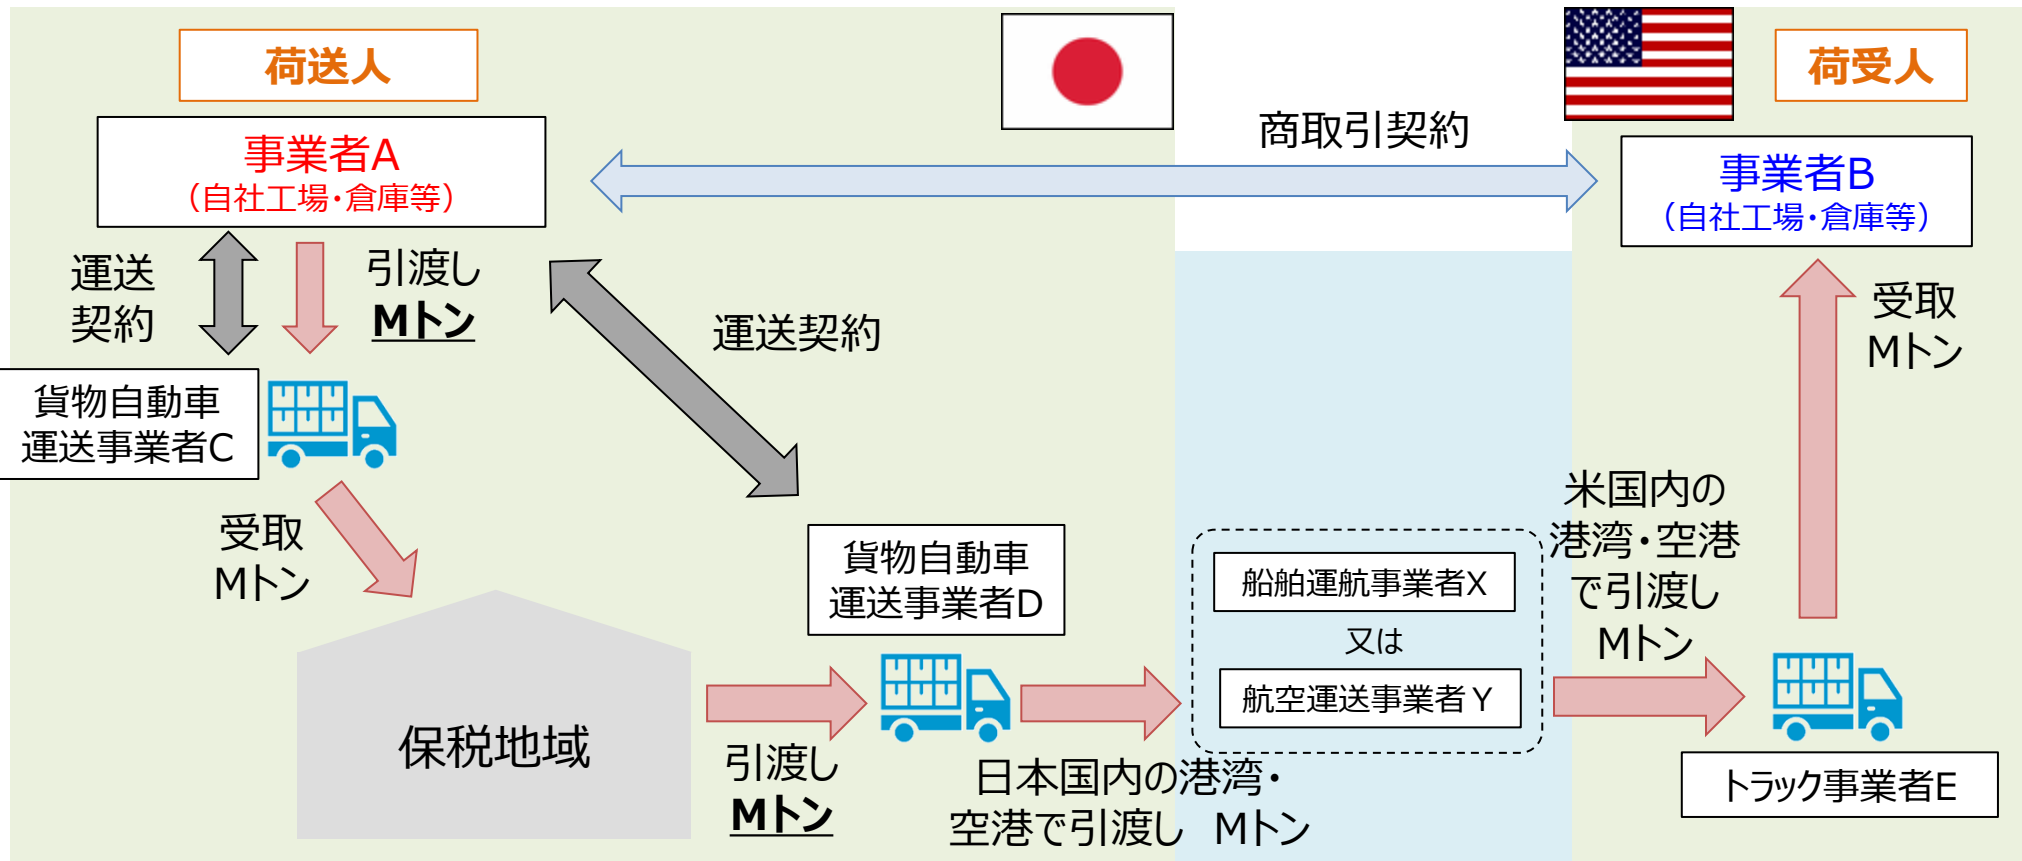 荷送人
荷受人
事業者A
（自社工場・倉庫等）
商取引契約
事業者B
（自社工場・倉庫等）
運送
契約
引渡し
Mトン
運送契約
受取
Mトン
貨物自動車
運送事業者C
受取
Mトン
貨物自動車
運送事業者D
船舶運航事業者X
又は
航空運送事業者Y
米国内の
港湾・空港
で引渡し
Mトン
保税地域
引渡し
Mトン
日本国内の港湾・
空港で引渡し　Mトン
トラック事業者E